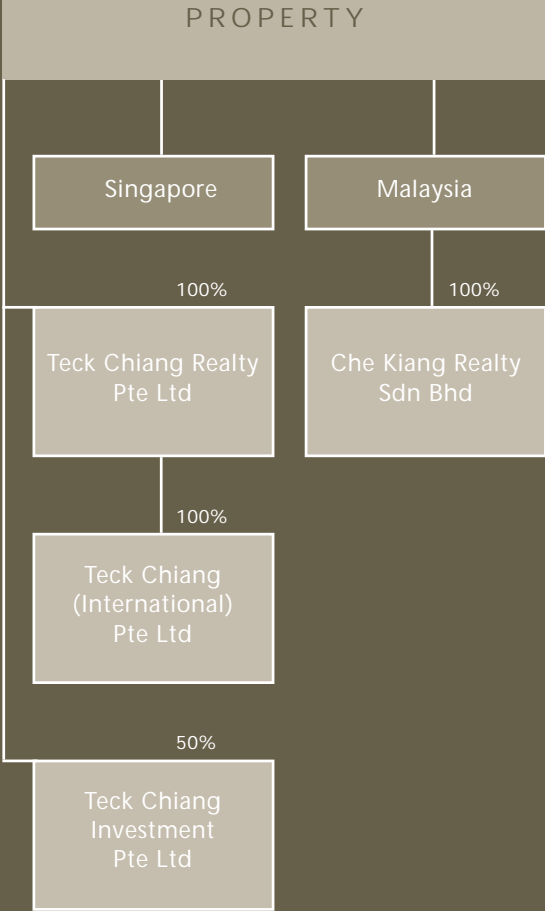 PROPERTY
Singapore
Malaysia
100%
100%
Teck Chiang Realty
Pte Ltd
Che Kiang Realty
Sdn Bhd
100%
Teck Chiang
(International)
Pte Ltd
50%
Teck Chiang
Investment
Pte Ltd